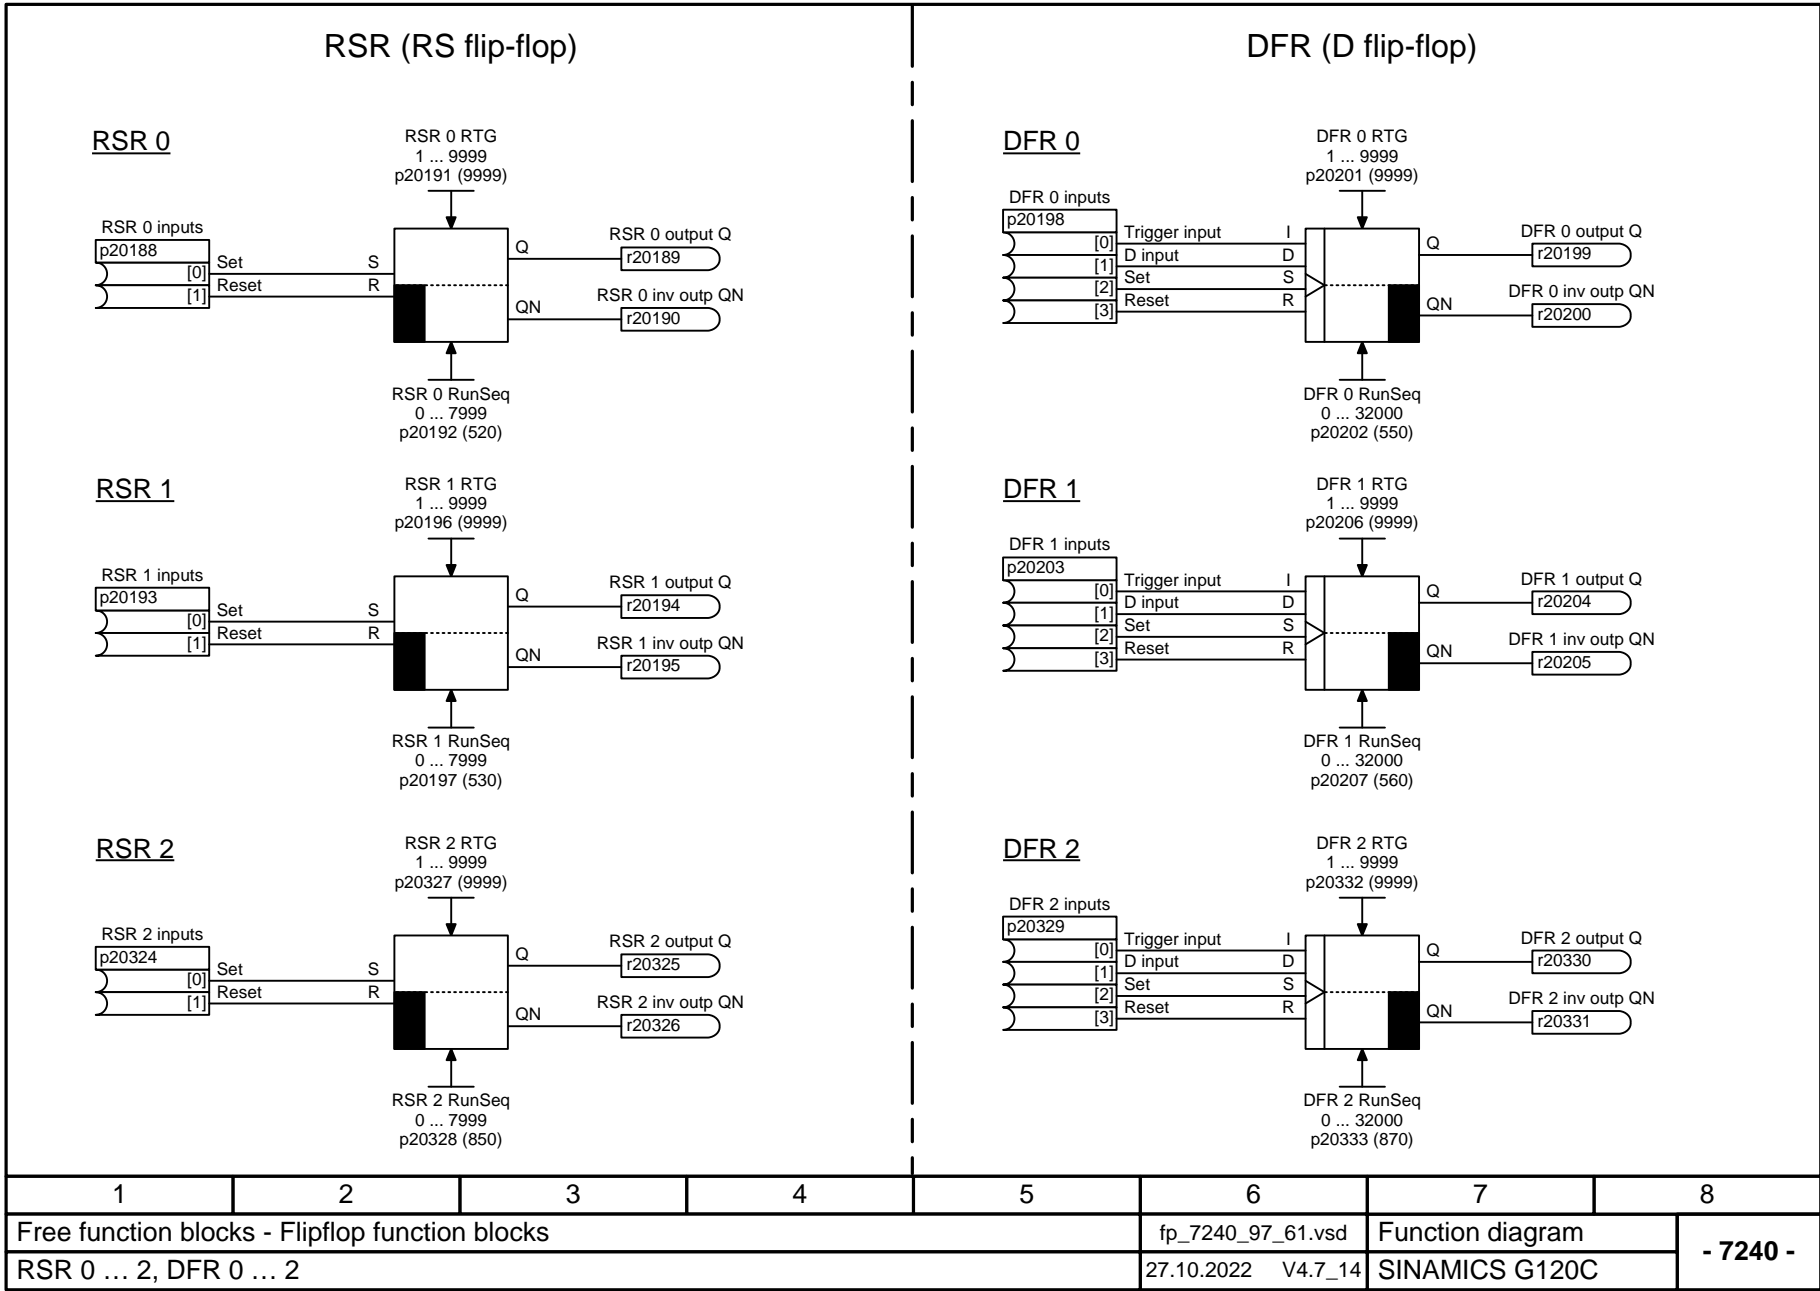 RSR (RS flip-flop)
RSR 0
RSR 0 RTG
1 ... 9999
p20191 (9999)
RSR 0 inputs
p20188
[0] Set S
[1] Reset R
Q
RSR 0 output Q
r20189
QN
RSR 0 inv outp QN
r20190
RSR 0 RunSeq
0 ... 7999
p20192 (520)
RSR 1
RSR 1 RTG
1 ... 9999
p20196 (9999)
RSR 1 inputs
p20193
[0] Set S
[1] Reset R
Q
RSR 1 output Q
r20194
QN
RSR 1 inv outp QN
r20195
RSR 1 RunSeq
0 ... 7999
p20197 (530)
RSR 2
RSR 2 RTG
1 ... 9999
p20327 (9999)
RSR 2 inputs
p20324
[0] Set S
[1] Reset R
Q
RSR 2 output Q
r20325
QN
RSR 2 inv outp QN
r20326
RSR 2 RunSeq
0 ... 7999
p20328 (850)
DFR (D flip-flop)
DFR 0
DFR 0 RTG
1 ... 9999
p20201 (9999)
DFR 0 inputs
p20198
[0] Trigger input I
[1] D input D
[2] Set S
[3] Reset R
Q
DFR 0 output Q
r20199
QN
DFR 0 inv outp QN
r20200
DFR 0 RunSeq
0 ... 32000
p20202 (550)
DFR 1
DFR 1 RTG
1 ... 9999
p20206 (9999)
DFR 1 inputs
p20203
[0] Trigger input I
[1] D input D
[2] Set S
[3] Reset R
Q
DFR 1 output Q
r20204
QN
DFR 1 inv outp QN
r20205
DFR 1 RunSeq
0 ... 32000
p20207 (560)
DFR 2
DFR 2 RTG
1 ... 9999
p20332 (9999)
DFR 2 inputs
p20329
[0] Trigger input I
[1] D input D
[2] Set S
[3] Reset R
Q
DFR 2 output Q
r20330
QN
DFR 2 inv outp QN
r20331
DFR 2 RunSeq
0 ... 32000
p20333 (870)
1 2 3 4 5 6 7 8
Free function blocks - Flipflop function blocks
fp_7240_97_61.vsd
Function diagram
- 7240 -
RSR 0 … 2, DFR 0 … 2
27.10.2022 V4.7_14
SINAMICS G120C